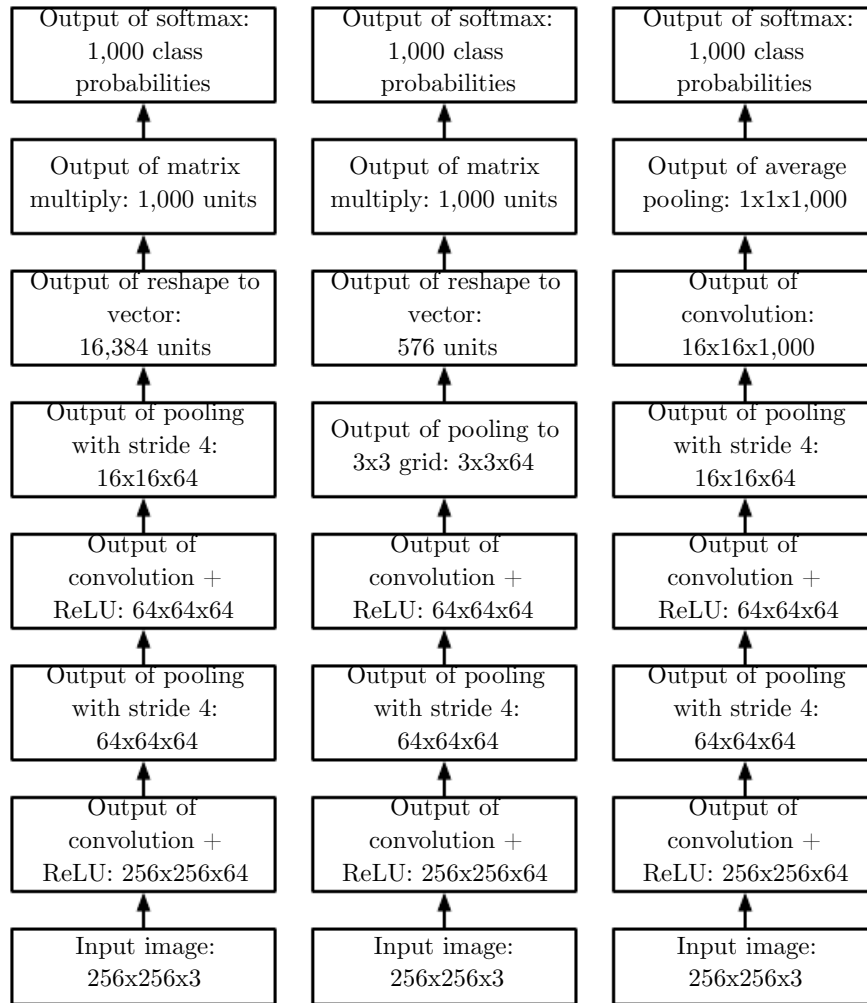 Output of softmax:
1,000 class
probabilities
Output of matrix
multiply: 1,000 units
Output of reshape to
vector:
16,384 units
Output of pooling
with stride 4:
16x16x64
Output of
convolution +
ReLU: 64x64x64
Output of pooling
with stride 4:
64x64x64
Output of
convolution +
ReLU: 256x256x64
Input image:
256x256x3
Output of softmax:
1,000 class
probabilities
Output of matrix
multiply: 1,000 units
Output of reshape to
vector:
576 units
Output of pooling to
3x3 grid: 3x3x64
Output of
convolution +
ReLU: 64x64x64
Output of pooling
with stride 4:
64x64x64
Output of
convolution +
ReLU: 256x256x64
Input image:
256x256x3
Output of softmax:
1,000 class
probabilities
Output of average
pooling: 1x1x1,000
Output of
convolution:
16x16x1,000
Output of pooling
with stride 4:
16x16x64
Output of
convolution +
ReLU: 64x64x64
Output of pooling
with stride 4:
64x64x64
Output of
convolution +
ReLU: 256x256x64
Input image:
256x256x3